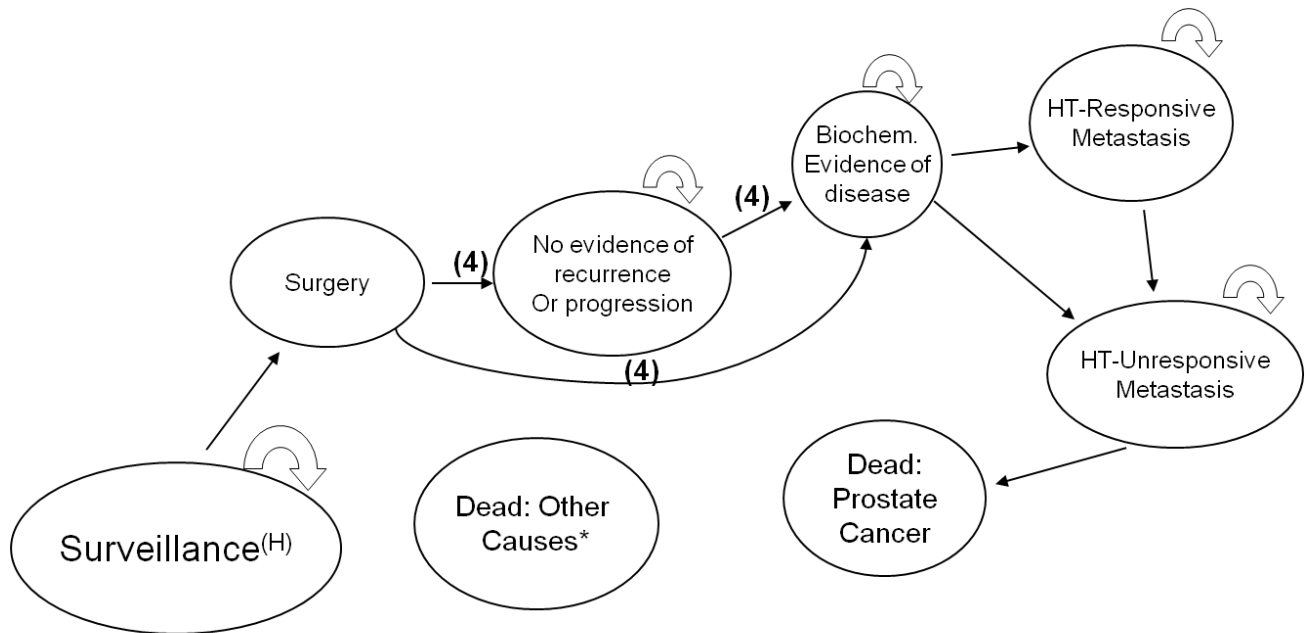 HT-Responsive
Metastasis
Biochem.
Evidence of
disease
(4)
No evidence of
recurrence
Or progression
(4)
Surgery
(4)
HT-Unresponsive
Metastasis
Surveillance(H)
Dead: Other
Causes*
Dead:
Prostate
Cancer